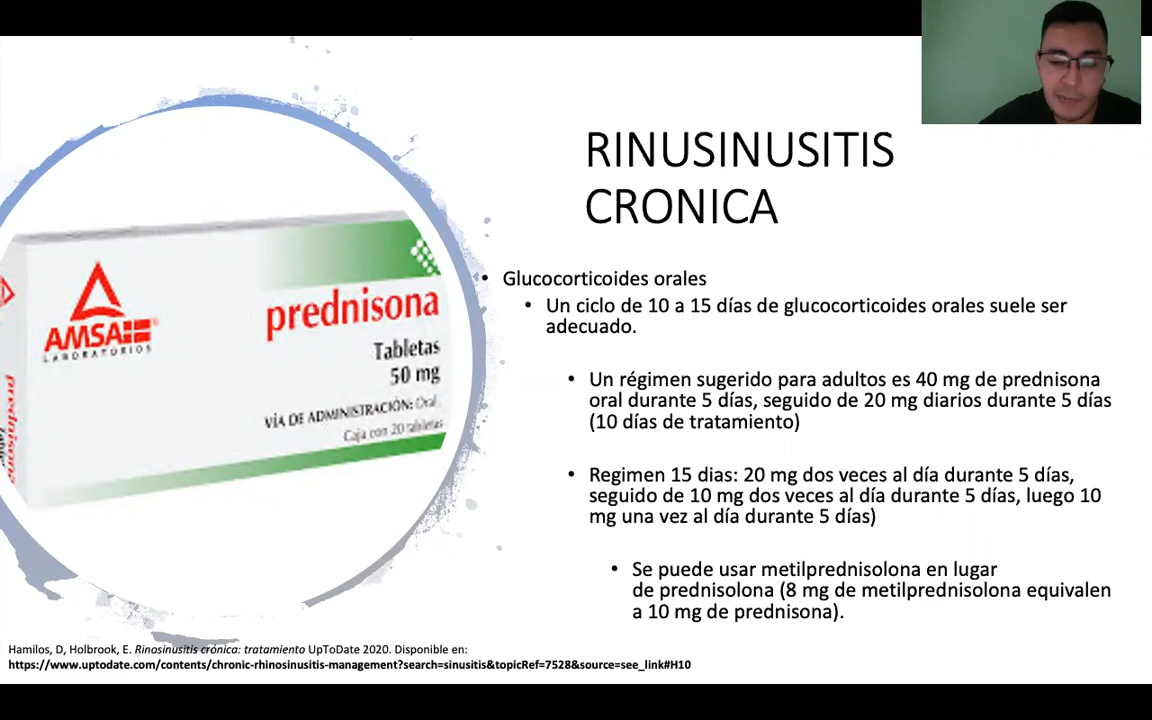 RINUSINUSITIS
CRONICA
AMSA
LABORATORIOS
prednisona
Tabletas
50 mg
VÍA DE ADMINISTRACIÓN: Oral.
Caja con 20 tabletas
prednisona
• Glucocorticoides orales
• Un ciclo de 10 a 15 días de glucocorticoides orales suele ser
adecuado.
• Un régimen sugerido para adultos es 40 mg de prednisona
oral durante 5 días, seguido de 20 mg diarios durante 5 días
(10 días de tratamiento)
• Regimen 15 dias: 20 mg dos veces al día durante 5 días,
seguido de 10 mg dos veces al día durante 5 días, luego 10
mg una vez al día durante 5 días)
• Se puede usar metilprednisolona en lugar
de prednisolona (8 mg de metilprednisolona equivalen
a 10 mg de prednisona).
Hamilos, D, Holbrook, E. Rinosinusitis crónica: tratamiento UpToDate 2020. Disponible en:
https://www.uptodate.com/contents/chronic-rhinosinusitis-management?search=sinusitis&topicRef=7528&source=see_link#H10